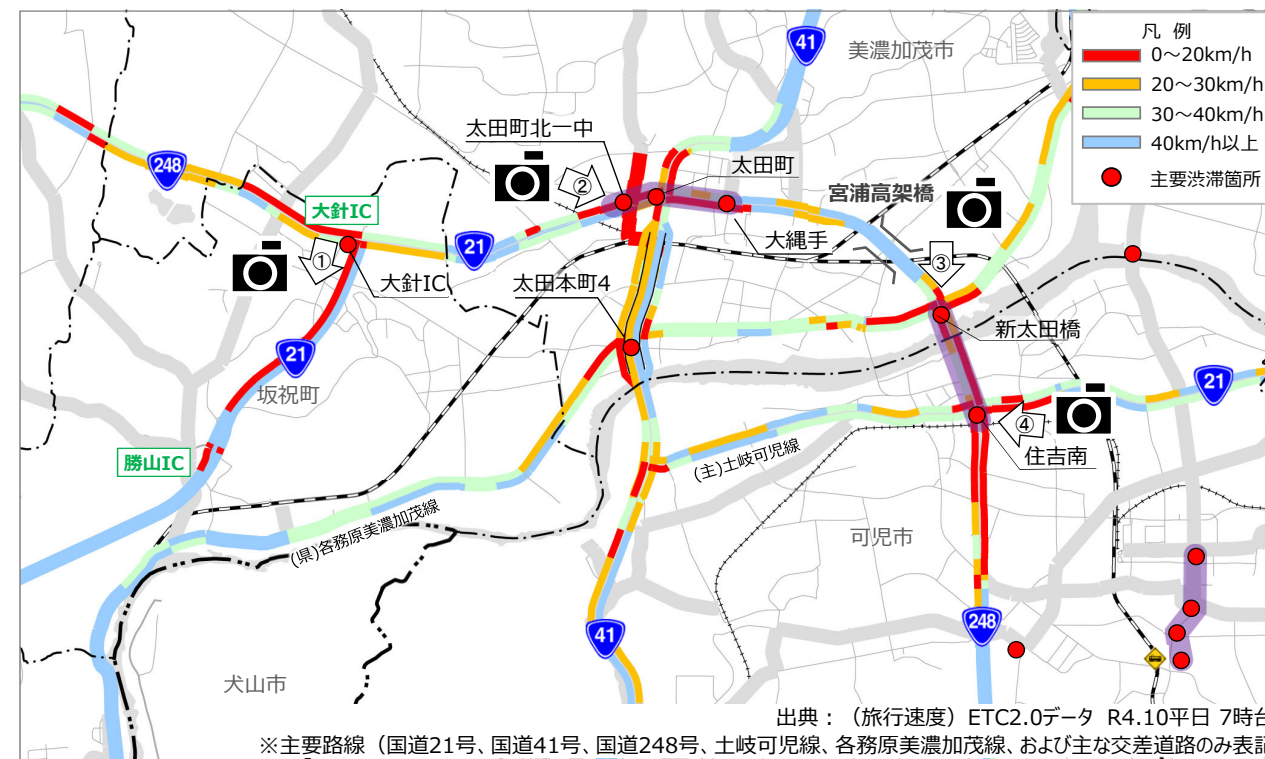 凡 例
0～20km/h
20～30km/h
30～40km/h
40km/h以上
主要渋滞箇所
41
美濃加茂市
太田町北一中
②
太田町
248
宮浦高架橋
大針IC
21
大縄手
③
①
大針IC
太田本町4
新太田橋
21
坂祝町
21
④
住吉南
勝山IC
(主)土岐可児線
(県)各務原美濃加茂線
可児市
248
41
犬山市
出典：（旅行速度）ETC2.0データ R4.10平日 7時台
※主要路線（国道21号、国道41号、国道248号、土岐可児線、各務原美濃加茂線、および主な交差道路のみ表記